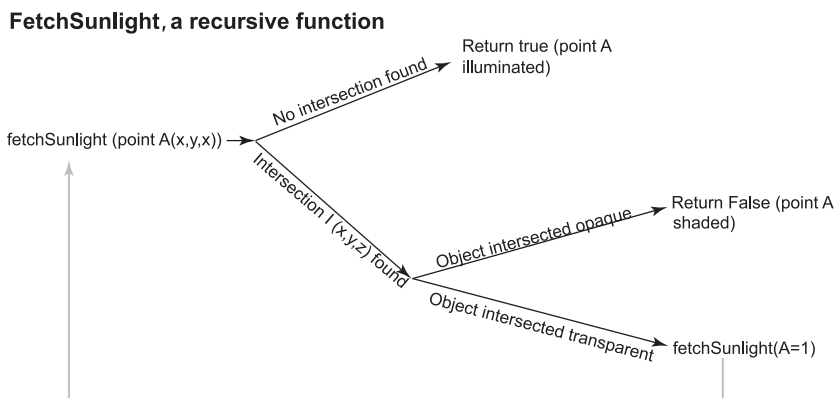 FetchSunlight, a recursive function
Return true (point A
illuminated)
No intersection found
fetchSunlight (point A(x,y,x))
Intersection I (x,y,z) found
Return False (point A
shaded)
Object intersected opaque
Object intersected transparent
fetchSunlight(A=1)